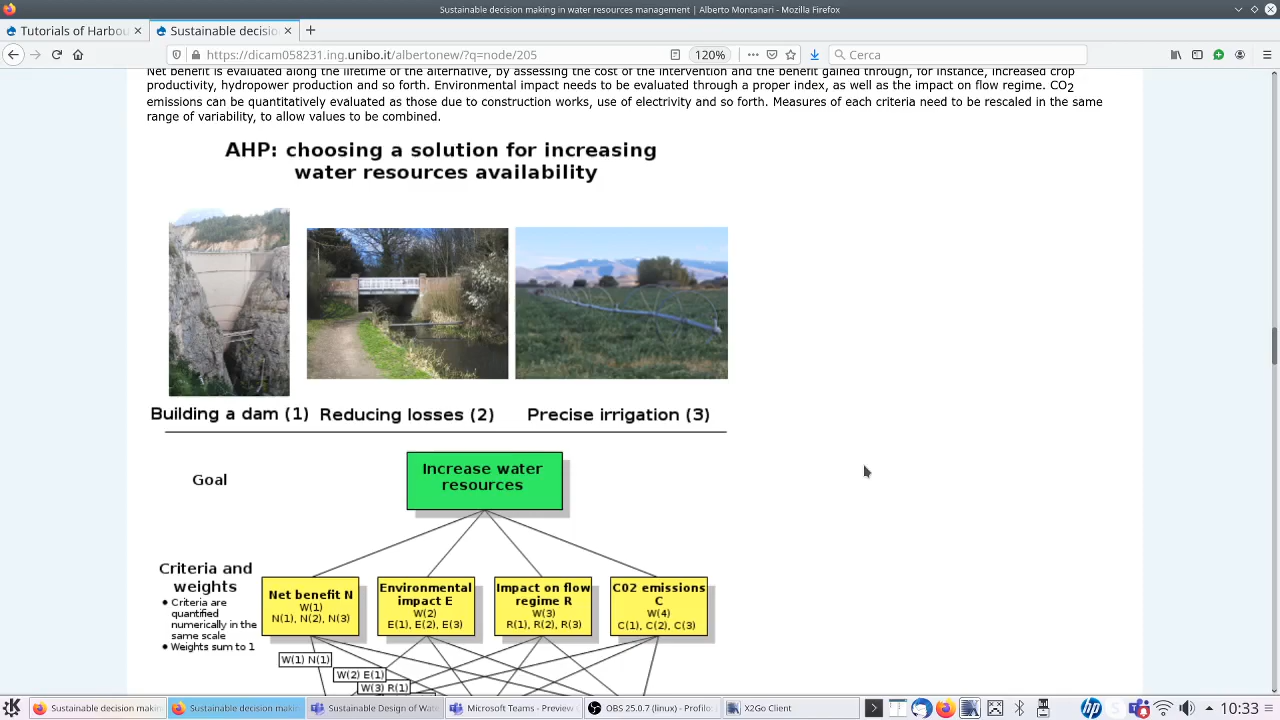 Sustainable decision making in water resources management | Alberto Montanari - Mozilla Firefox
Tutorials of Harbou
Sustainable decisio
https://dicam058231.ing.unibo.it/albertonew/?q=node/205
120%
Cerca
Net benefit is evaluated along the lifetime of the alternative, by assessing the cost of the intervention and the benefit gained through, for instance, increased crop
productivity, hydropower production and so forth. Environmental impact needs to be evaluated through a proper index, as well as the impact on flow regime. CO2
emissions can be quantitatively evaluated as those due to construction works, use of electricity and so forth. Measures of each criteria need to be rescaled in the same
range of variability, to allow values to be combined.
AHP: choosing a solution for increasing
water resources availability
Building a dam (1) Reducing losses (2) Precise irrigation (3)
Goal
Increase water
resources
Criteria and
weights
• Criteria are
quantified
numerically in the
same scale
• Weights sum to 1
Net benefit N
W(1)
N(1), N(2), N(3)
Environmental
impact E
W(2)
E(1), E(2), E(3)
Impact on flow
regime R
W(3)
R(1), R(2), R(3)
C02 emissions
C
W(4)
C(1), C(2), C(3)
W(1) N(1)
W(2) E(1)
W(3) R(1)
Sustainable decision makin
Sustainable decision makin
Sustainable Design of Wat
Microsoft Teams - Preview
OBS 25.0.7 (linux) - Profile
X2Go Client
10:33